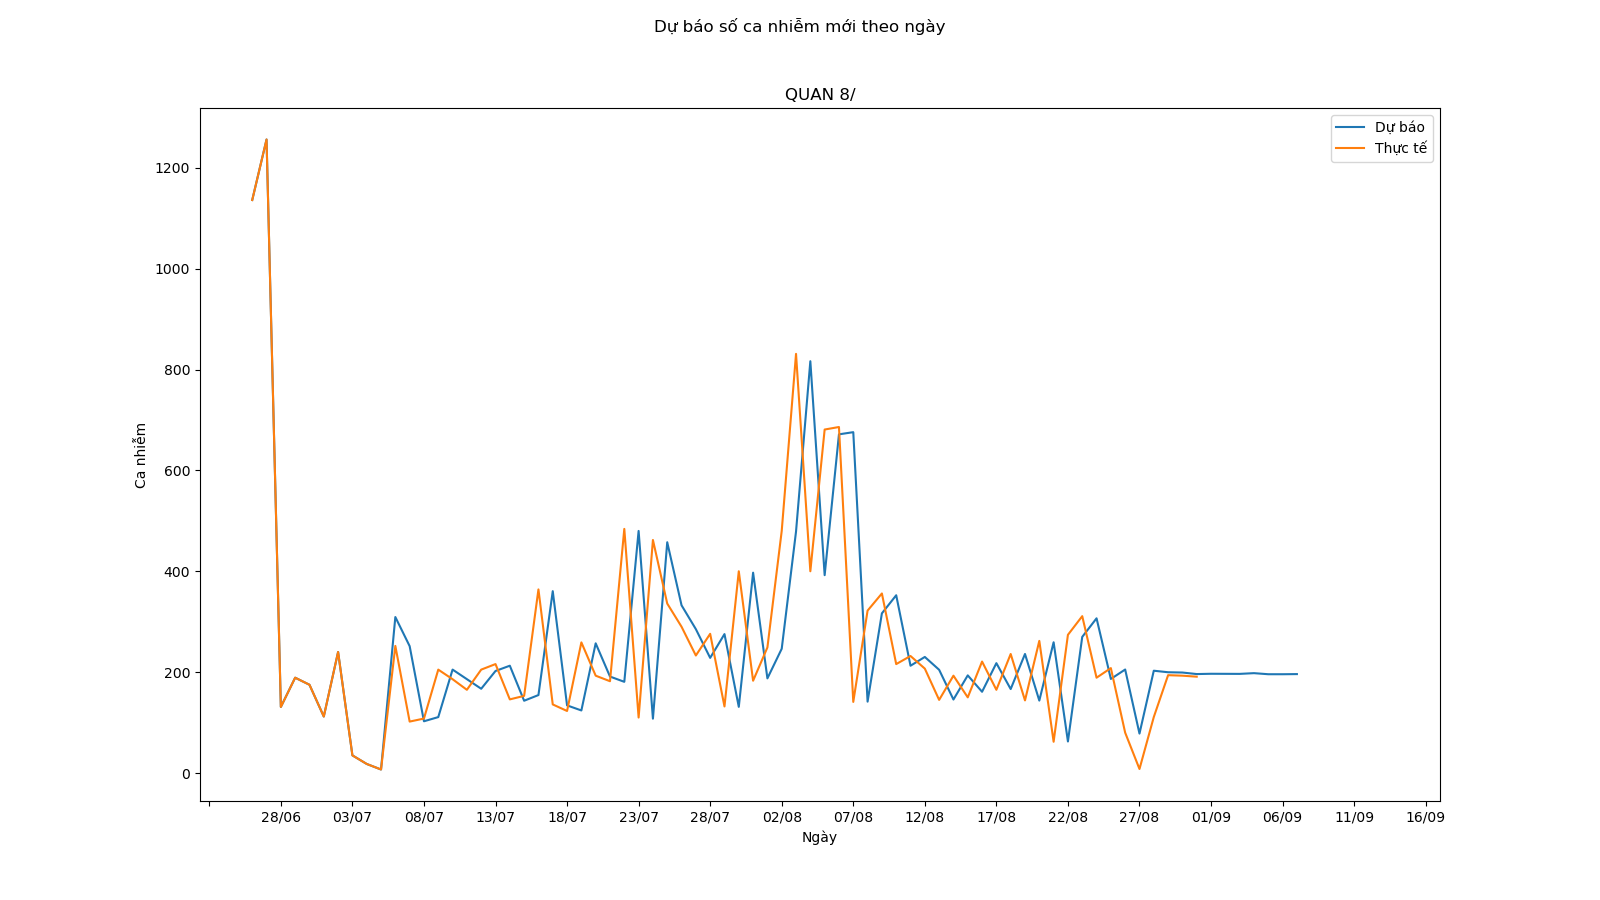 Dự báo số ca nhiễm mới theo ngày
QUAN 8/
Dự báo
Thực tế
1200
1000
800
600
400
200
0
Ca nhiễm
28/06 03/07 08/07 13/07 18/07 23/07 28/07 02/08 07/08 12/08 17/08 22/08 27/08 01/09 06/09 11/09 16/09
Ngày